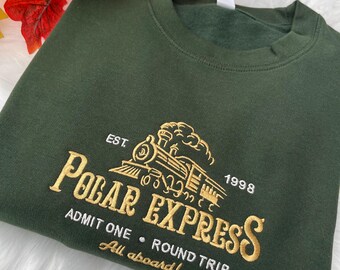 EST. 1998
POLAR EXPRESS
ADMIT ONE • ROUND TRIP
All aboard!